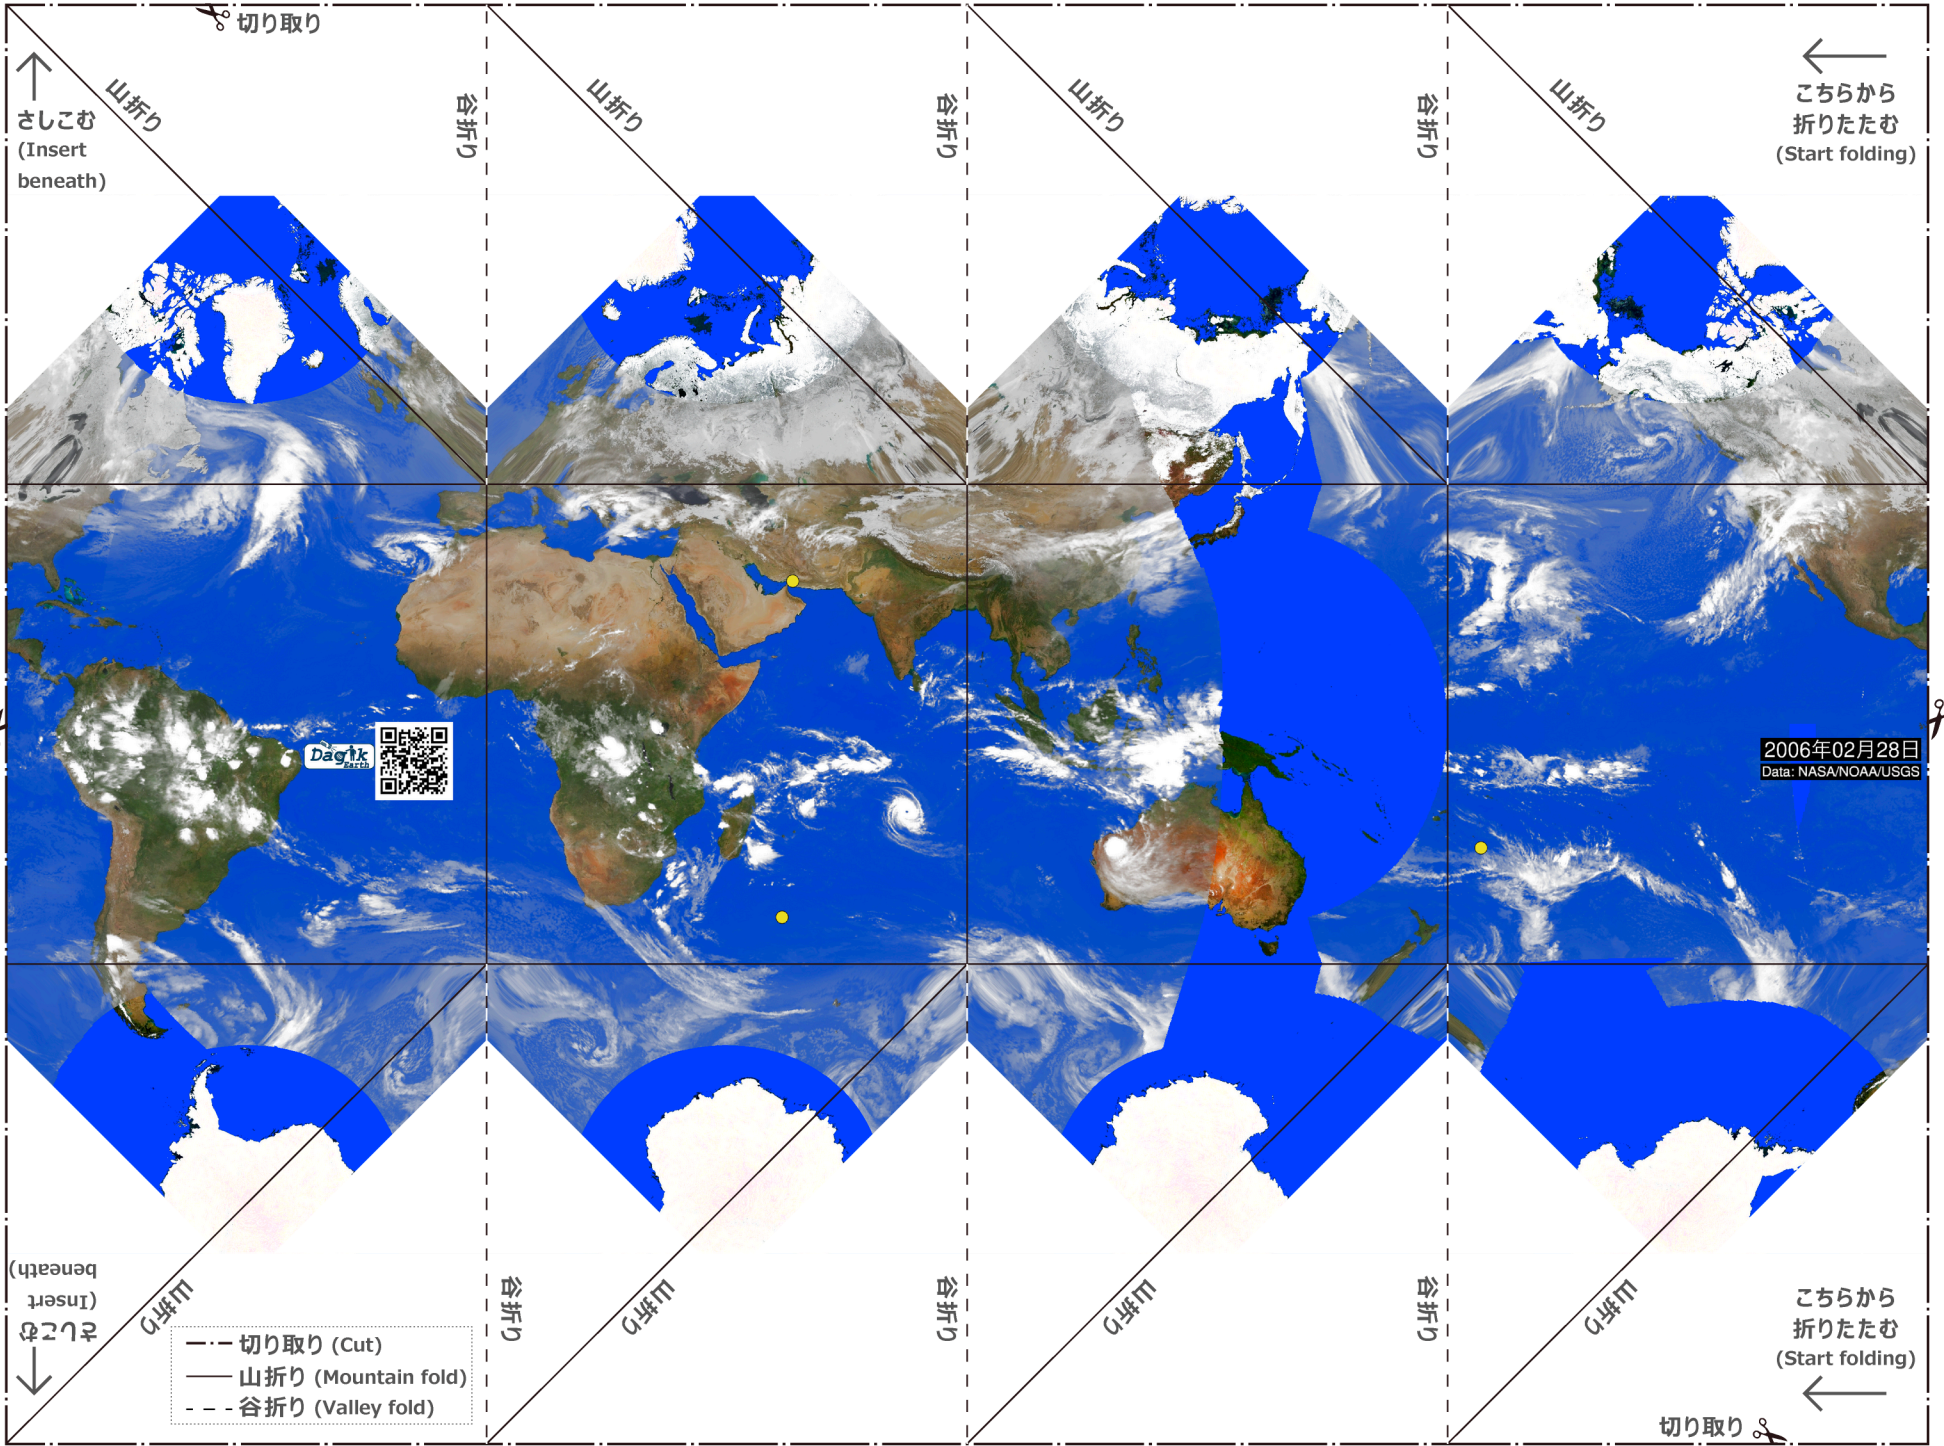 切り取り
さしこむ
(Insert
beneath)
山折り
谷折り
山折り
谷折り
山折り
谷折り
山折り
こちらから
折りたたむ
(Start folding)
Dagik
Earth
2006年02月28日
Data: NASA/NOAA/USGS
さしこむ
(Insert
beneath)
山折り
谷折り
山折り
谷折り
山折り
谷折り
山折り
こちらから
折りたたむ
(Start folding)
切り取り (Cut)
山折り (Mountain fold)
谷折り (Valley fold)
切り取り